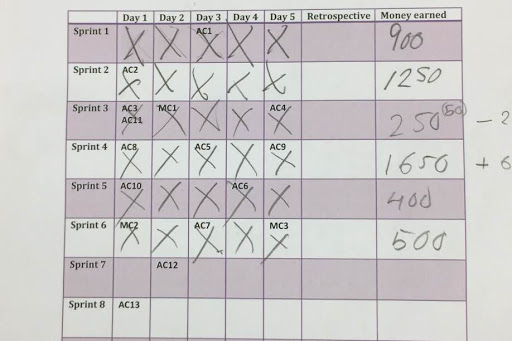 Day 1 Day 2 Day 3 Day 4 Day 5 Retrospective Money earned
Sprint 1 X X AC1 X X X 900
Sprint 2 AC2 X X X X X 1250
Sprint 3 AC3 AC11 X MC1 X X X AC4 X 250 (50) - 2
Sprint 4 AC8 X X AC5 X X AC9 X 1650 + 6
Sprint 5 AC10 X X X AC6 X X 400
Sprint 6 MC2 X X AC7 X X MC3 X 500
Sprint 7 AC12
Sprint 8 AC13